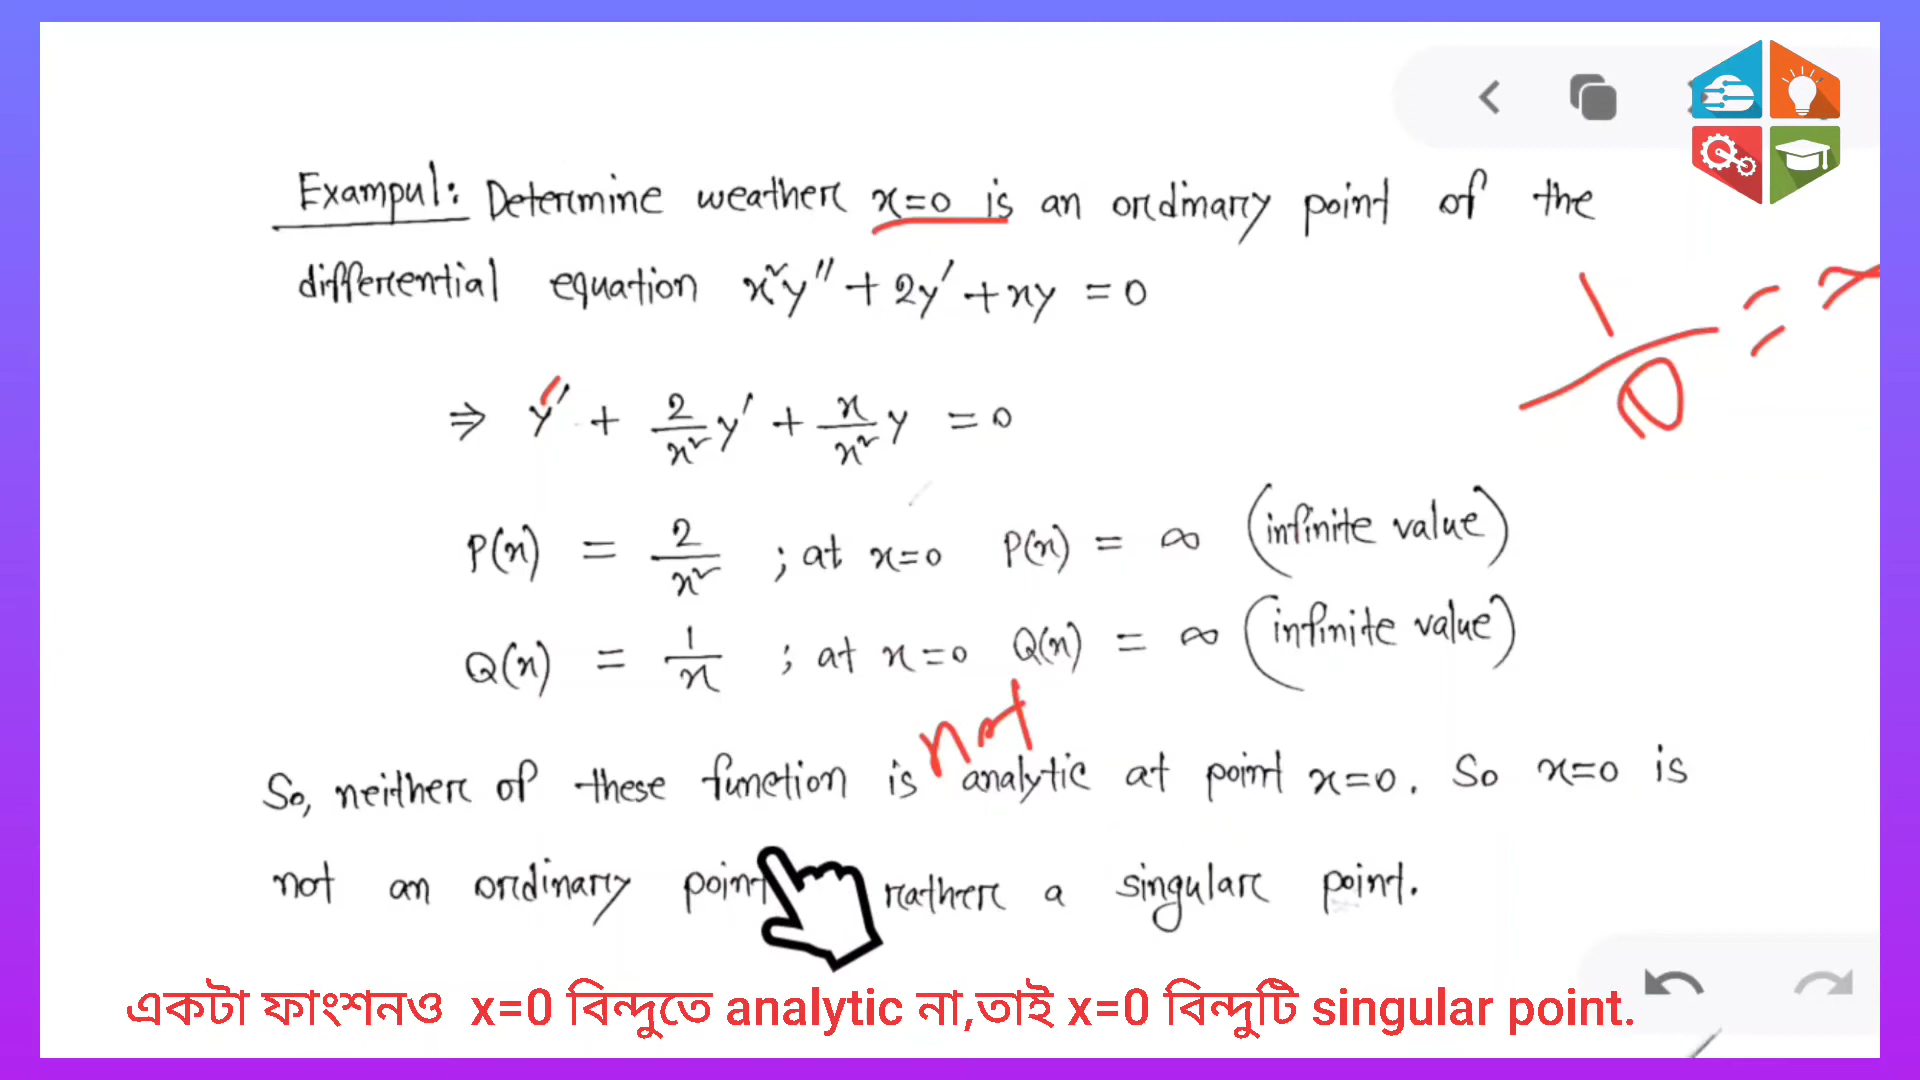 Exampul: Determine weather x=0 is an ordinary point of the
differential equation x²y'' + 2y' + xy = 0
1/0 = ∞
⇒ y'' + 2/x² y' + x/x² y = 0
P(x) = 2/x² ; at x=0 P(x) = ∞ (infinite value)
Q(x) = 1/x ; at x=0 Q(x) = ∞ (infinite value)
not
So, neither of these function is analytic at point x=0. So x=0 is
not an ordinary point rather a singular point.
একটা ফাংশনও x=0 বিন্দুতে analytic না,তাই x=0 বিন্দুটি singular point.